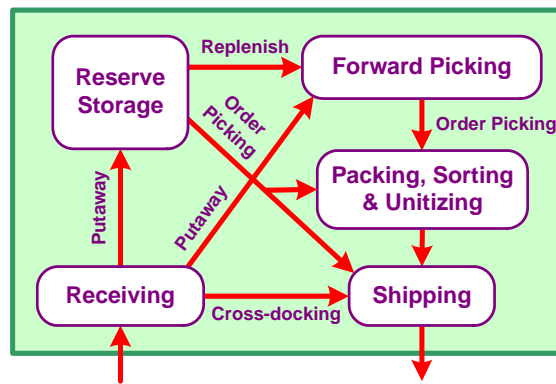 Reserve
Storage
Replenish
Forward Picking
Order
Picking
Order Picking
Putaway
Putaway
Packing, Sorting
& Unitizing
Receiving
Cross-docking
Shipping